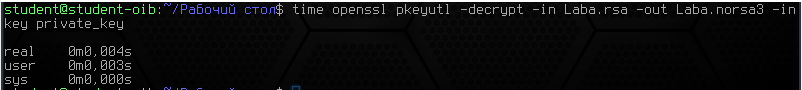 student@student-oib:~/Рабочий стол$ time openssl pkeyutl -decrypt -in Laba.rsa -out Laba.norsa3 -in
key private_key

real    0m0,004s
user    0m0,003s
sys     0m0,000s